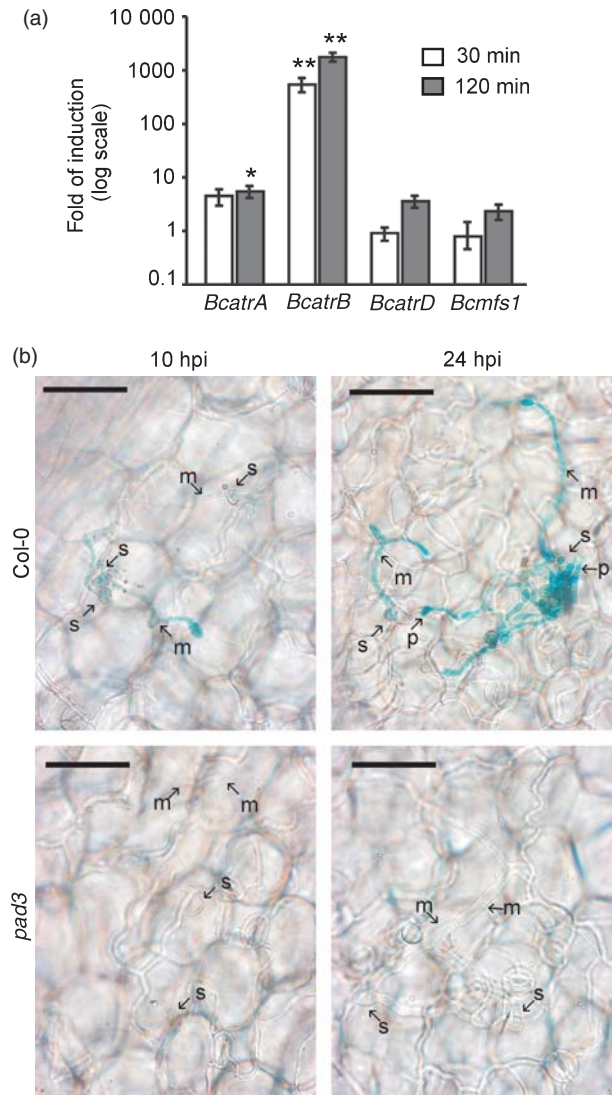 (a)
10 000
1000
100
10
1
0.1
Fold of induction
(log scale)
*
**
**
30 min
120 min
BcatrA
BcatrB
BcatrD
Bcmfs1
(b)
10 hpi
24 hpi
Col-0
m
s
s
s
m
m
s
p
m
s
p
pad3
m
m
s
s
m
m
s
s